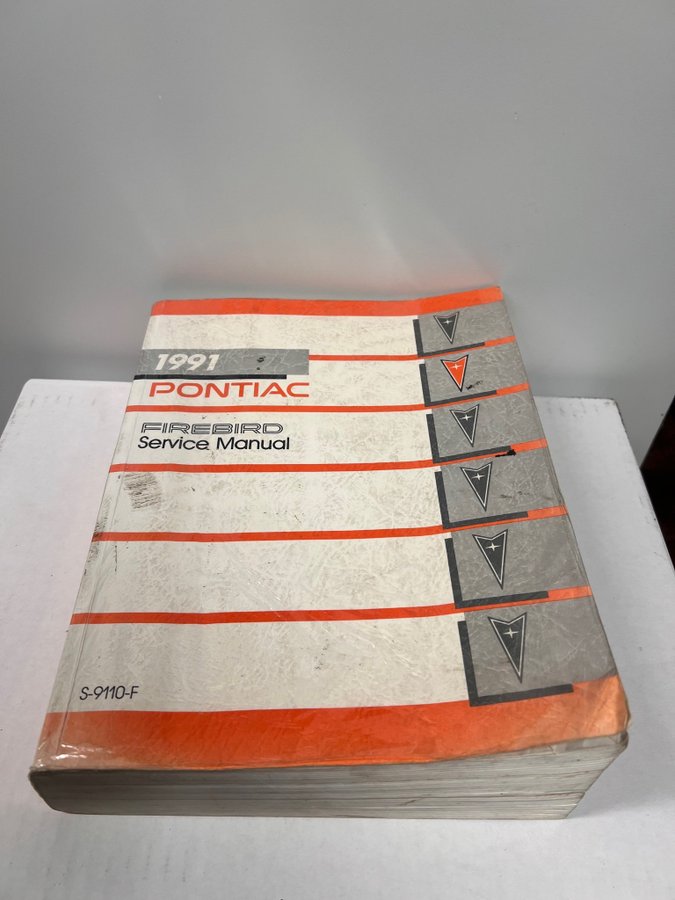 1991
PONTIAC
FIREBIRD
Service Manual
S-9110-F